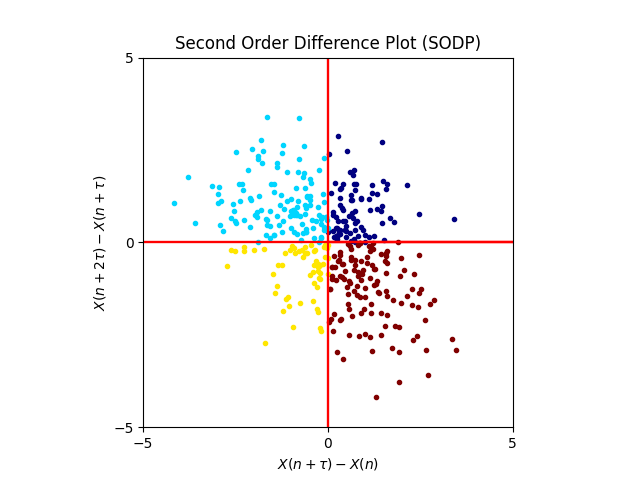 Second Order Difference Plot (SODP)
5
X(n + 2τ) − X(n + τ)
0
−5
−5 0 5
X(n + τ) − X(n)